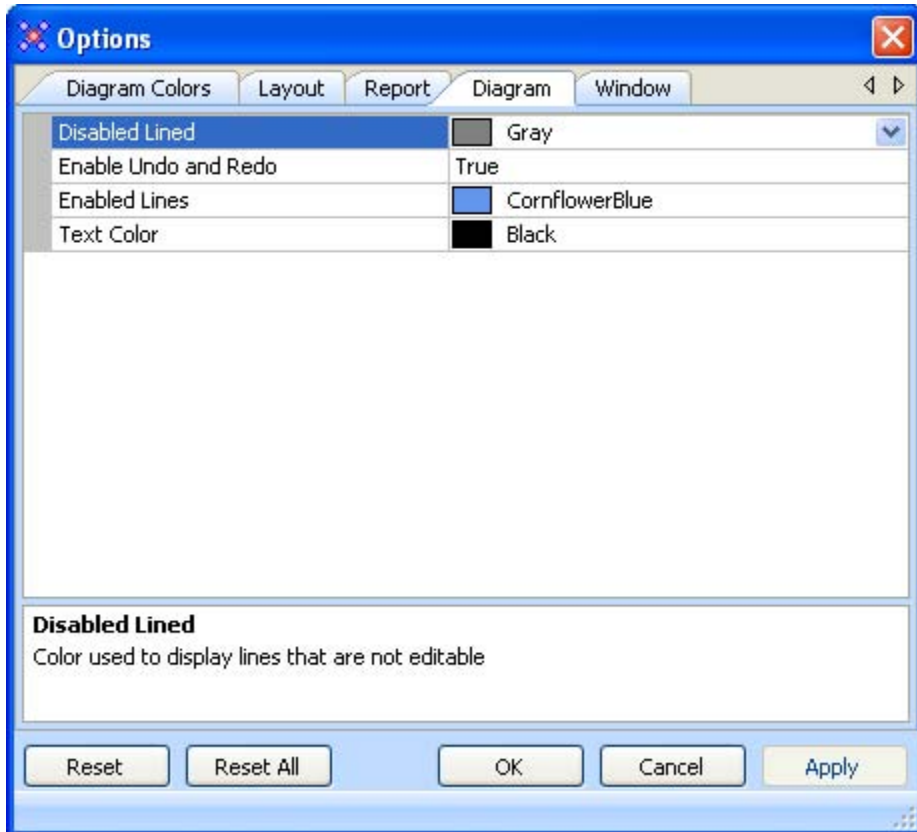 Options
Diagram Colors Layout Report Diagram Window
Disabled Lined Gray
Enable Undo and Redo True
Enabled Lines CornflowerBlue
Text Color Black
Disabled Lined
Color used to display lines that are not editable
Reset Reset All OK Cancel Apply